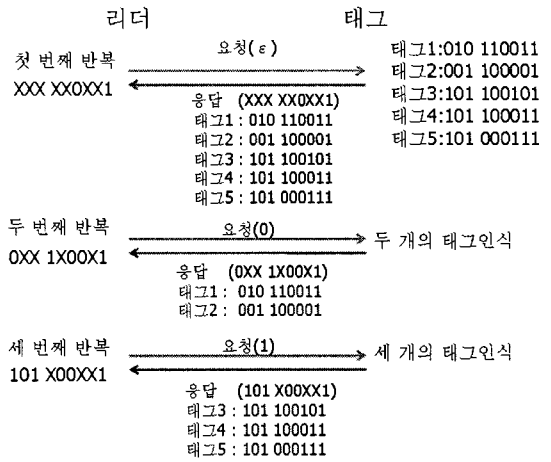 리더
태그
첫 번째 반복
XXX XX0XX1
요청(ε)
응답 (XXX XX0XX1)
태그1 : 010 110011
태그2 : 001 100001
태그3 : 101 100101
태그4 : 101 100011
태그5 : 101 000111
태그1:010 110011
태그2:001 100001
태그3:101 100101
태그4:101 100011
태그5:101 000111
두 번째 반복
0XX 1X00X1
요청(0)
응답 (0XX 1X00X1)
태그1 : 010 110011
태그2 : 001 100001
두 개의 태그인식
세 번째 반복
101 X00XX1
요청(1)
응답 (101 X00XX1)
태그3 : 101 100101
태그4 : 101 100011
태그5 : 101 000111
세 개의 태그인식